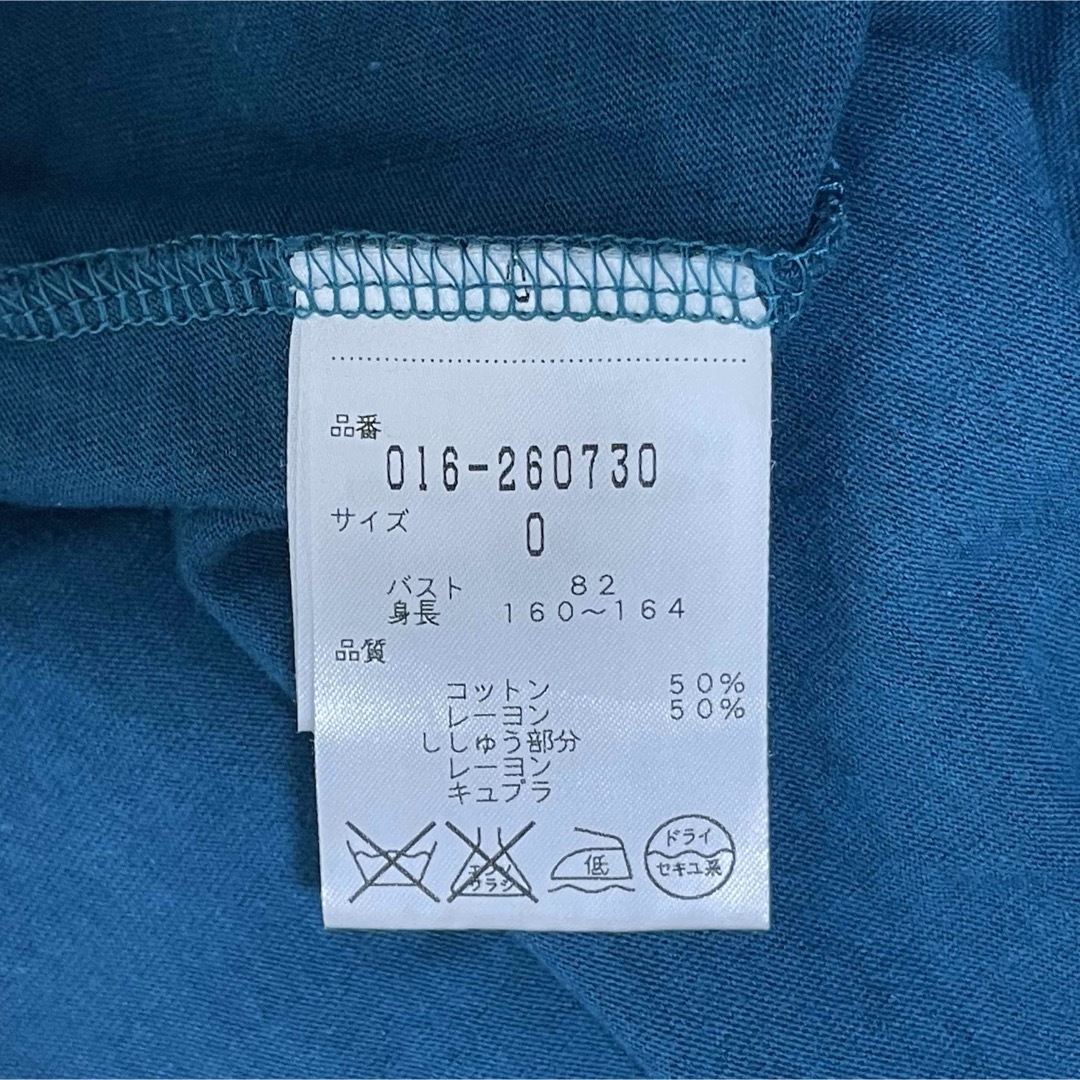 品番
016-260730
サイズ
0
バスト 82
身長 160～164
品質
コットン 50%
レーヨン 50%
ししゅう部分
レーヨン
キュプラ
低
ドライ
セキユ系